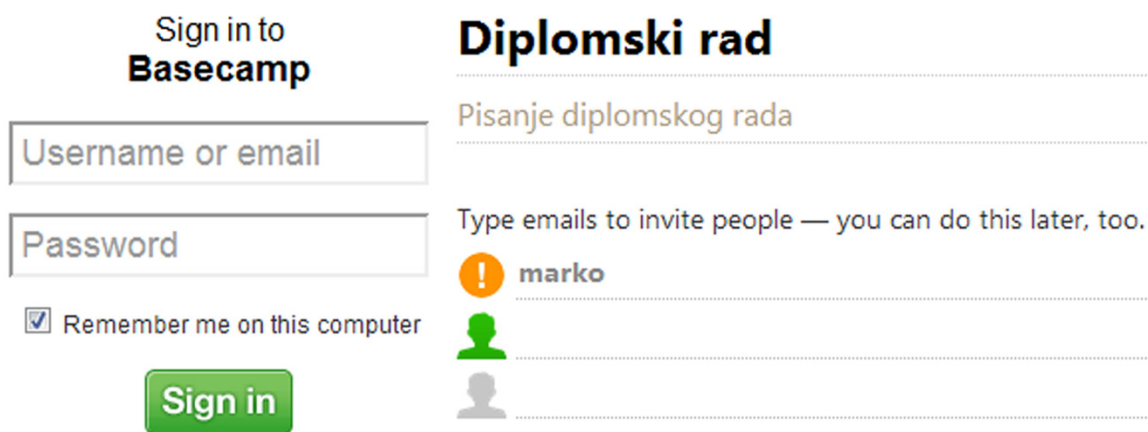 Sign in to
Basecamp
Username or email
Password
Remember me on this computer
Sign in
Diplomski rad
Pisanje diplomskog rada
Type emails to invite people — you can do this later, too.
! marko